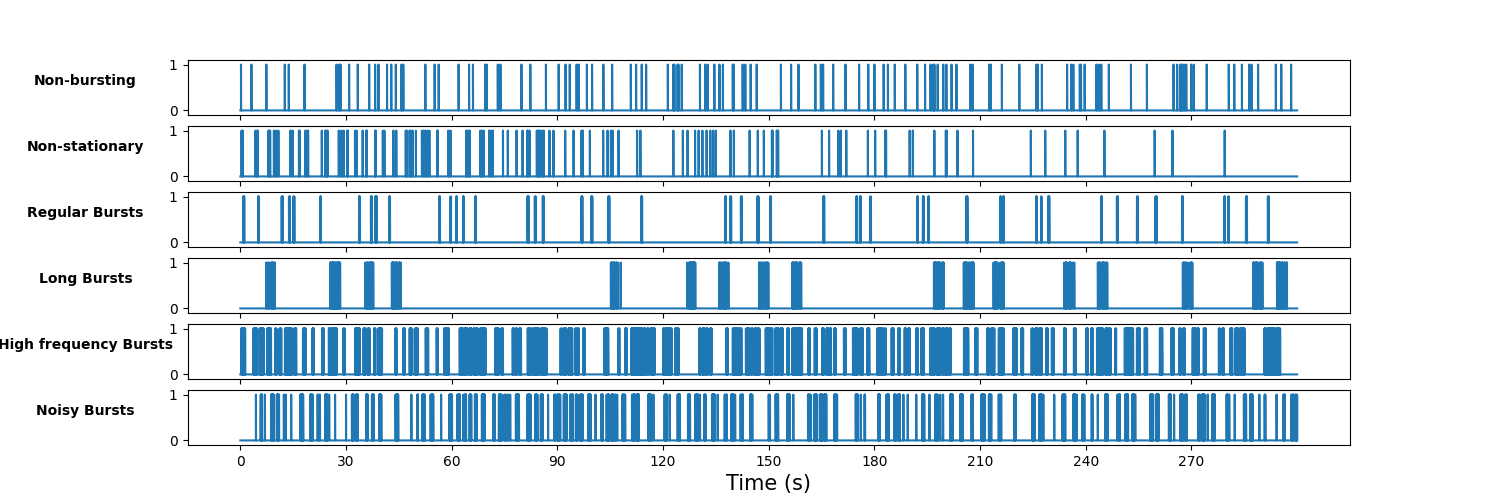 Non-bursting
1
0
Non-stationary
1
0
Regular Bursts
1
0
Long Bursts
1
0
High frequency Bursts
1
0
Noisy Bursts
1
0
0 30 60 90 120 150 180 210 240 270
Time (s)